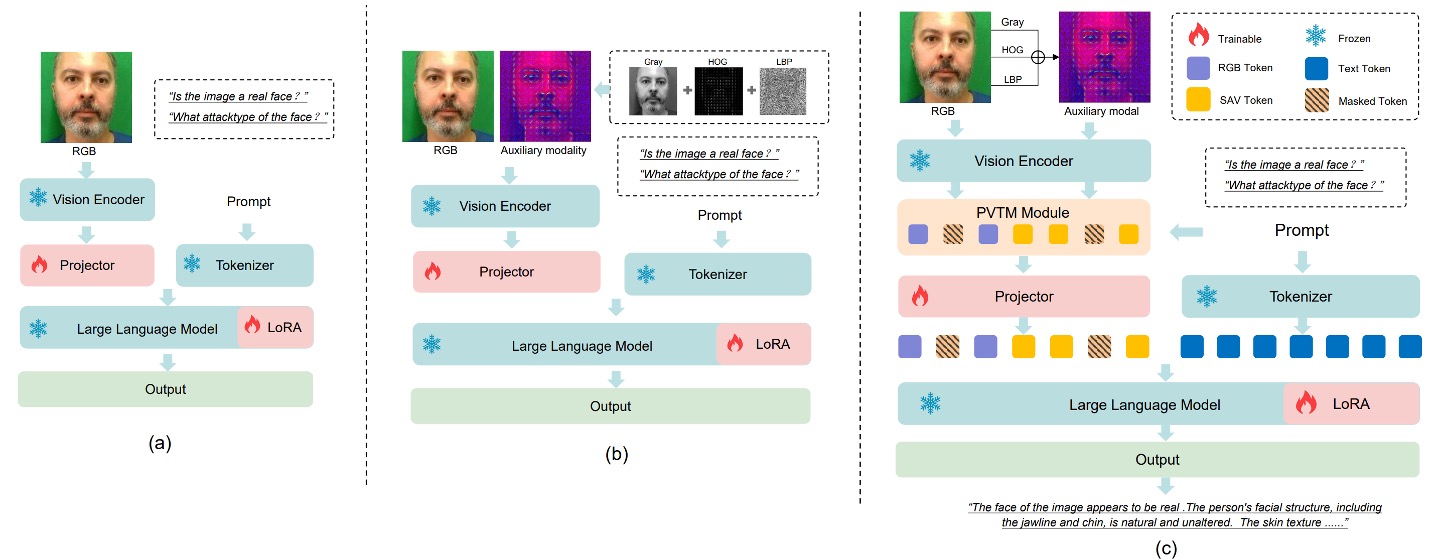 RGB
“Is the image a real face？”
“What attacktype of the face？”
Vision Encoder
Prompt
Projector
Tokenizer
Large Language Model
LoRA
Output
(a)
RGB
Auxiliary modality
Gray
HOG
LBP
“Is the image a real face？”
“What attacktype of the face？”
Vision Encoder
Prompt
Projector
Tokenizer
Large Language Model
LoRA
Output
(b)
Gray
HOG
LBP
RGB
Auxiliary modal
Trainable
Frozen
RGB Token
Text Token
SAV Token
Masked Token
Vision Encoder
“Is the image a real face？”
“What attacktype of the face？”
PVTM Module
Prompt
Projector
Tokenizer
Large Language Model
LoRA
Output
“The face of the image appears to be real .The person's facial structure, including
the jawline and chin, is natural and unaltered. The skin texture ......”
(c)